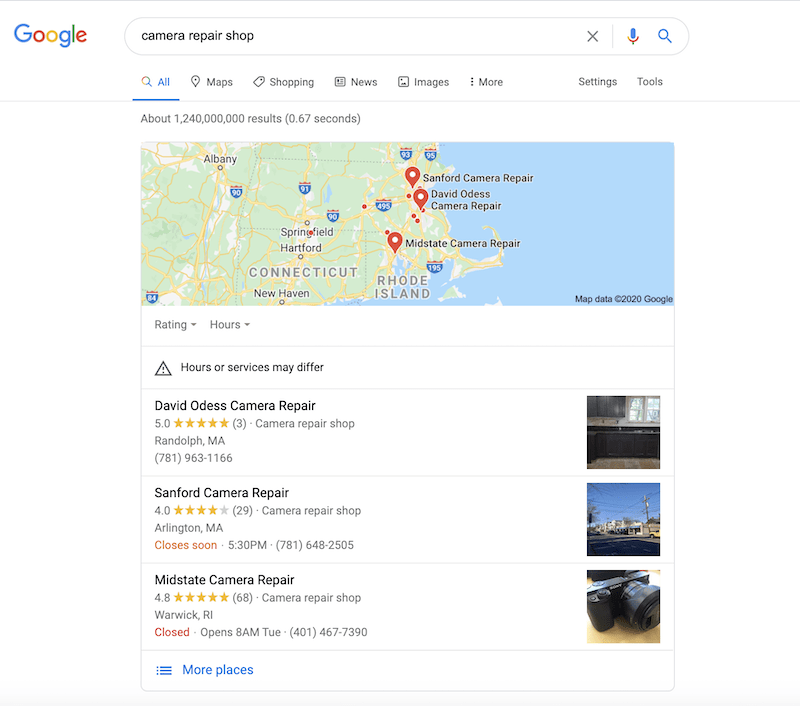 Google
camera repair shop
All Maps Shopping News Images More Settings Tools
About 1,240,000,000 results (0.67 seconds)
93 95
Albany
Sanford Camera Repair
90 91
David Odess
Camera Repair
495
90
Springfield
Hartford
Midstate Camera Repair
CONNECTICUT
195
RHODE
ISLAND
New Haven
84
Map data ©2020 Google
Rating Hours
Hours or services may differ
David Odess Camera Repair
5.0 (3) · Camera repair shop
Randolph, MA
(781) 963-1166
Sanford Camera Repair
4.0 (29) · Camera repair shop
Arlington, MA
Closes soon · 5:30PM · (781) 648-2505
Midstate Camera Repair
4.8 (68) · Camera repair shop
Warwick, RI
Closed · Opens 8AM Tue · (401) 467-7390
More places